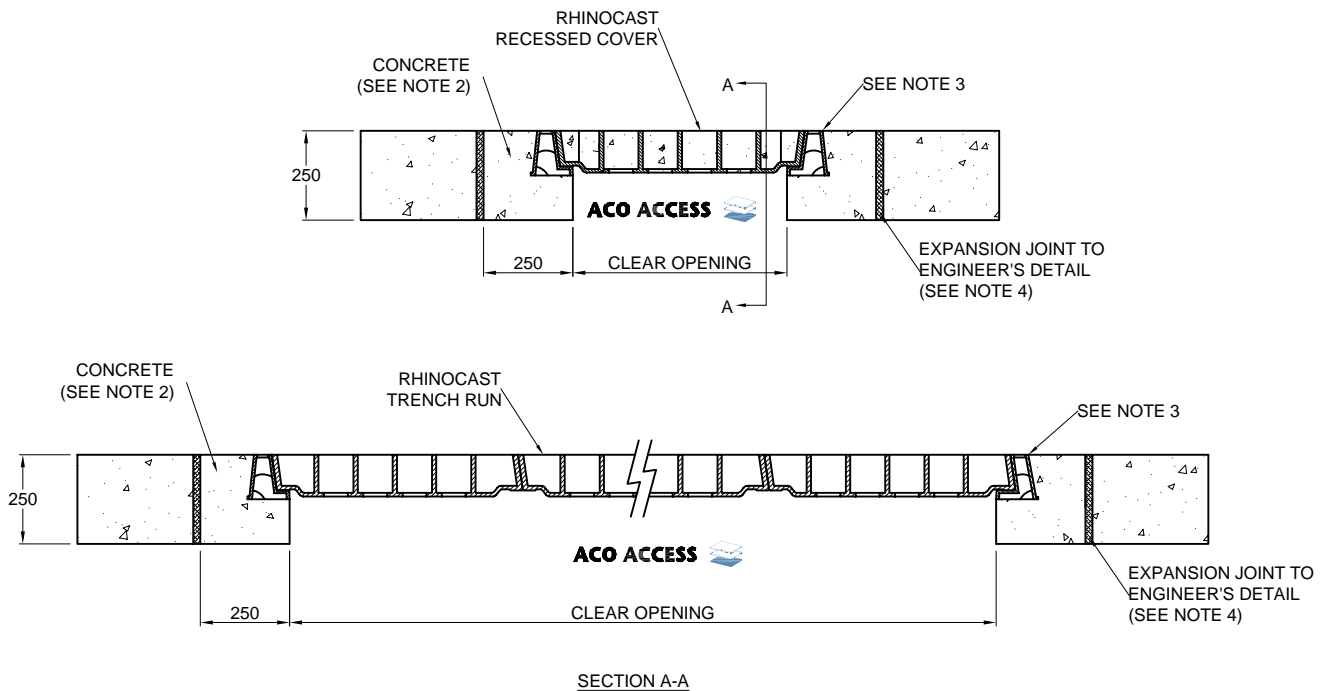 RHINOCAST
RECESSED COVER
CONCRETE
(SEE NOTE 2)
A
SEE NOTE 3
250
ACO ACCESS
250
CLEAR OPENING
EXPANSION JOINT TO
ENGINEER'S DETAIL
(SEE NOTE 4)
A
CONCRETE
(SEE NOTE 2)
RHINOCAST
TRENCH RUN
SEE NOTE 3
250
ACO ACCESS
250
CLEAR OPENING
EXPANSION JOINT TO
ENGINEER'S DETAIL
(SEE NOTE 4)
SECTION A-A